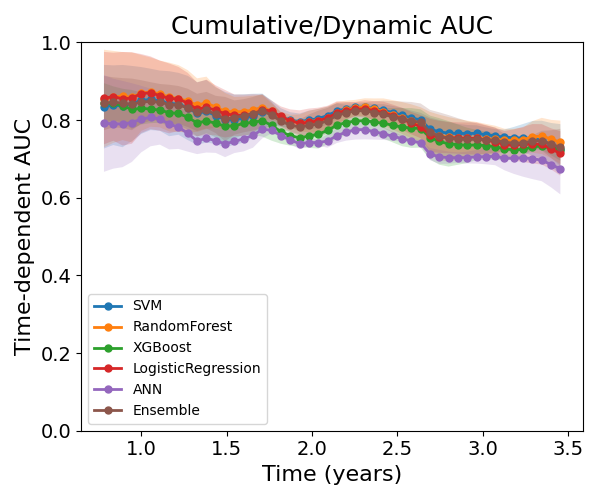 Cumulative/Dynamic AUC
Time-dependent AUC
1.0
0.8
0.6
0.4
0.2
0.0
SVM
RandomForest
XGBoost
LogisticRegression
ANN
Ensemble
1.0 1.5 2.0 2.5 3.0 3.5
Time (years)